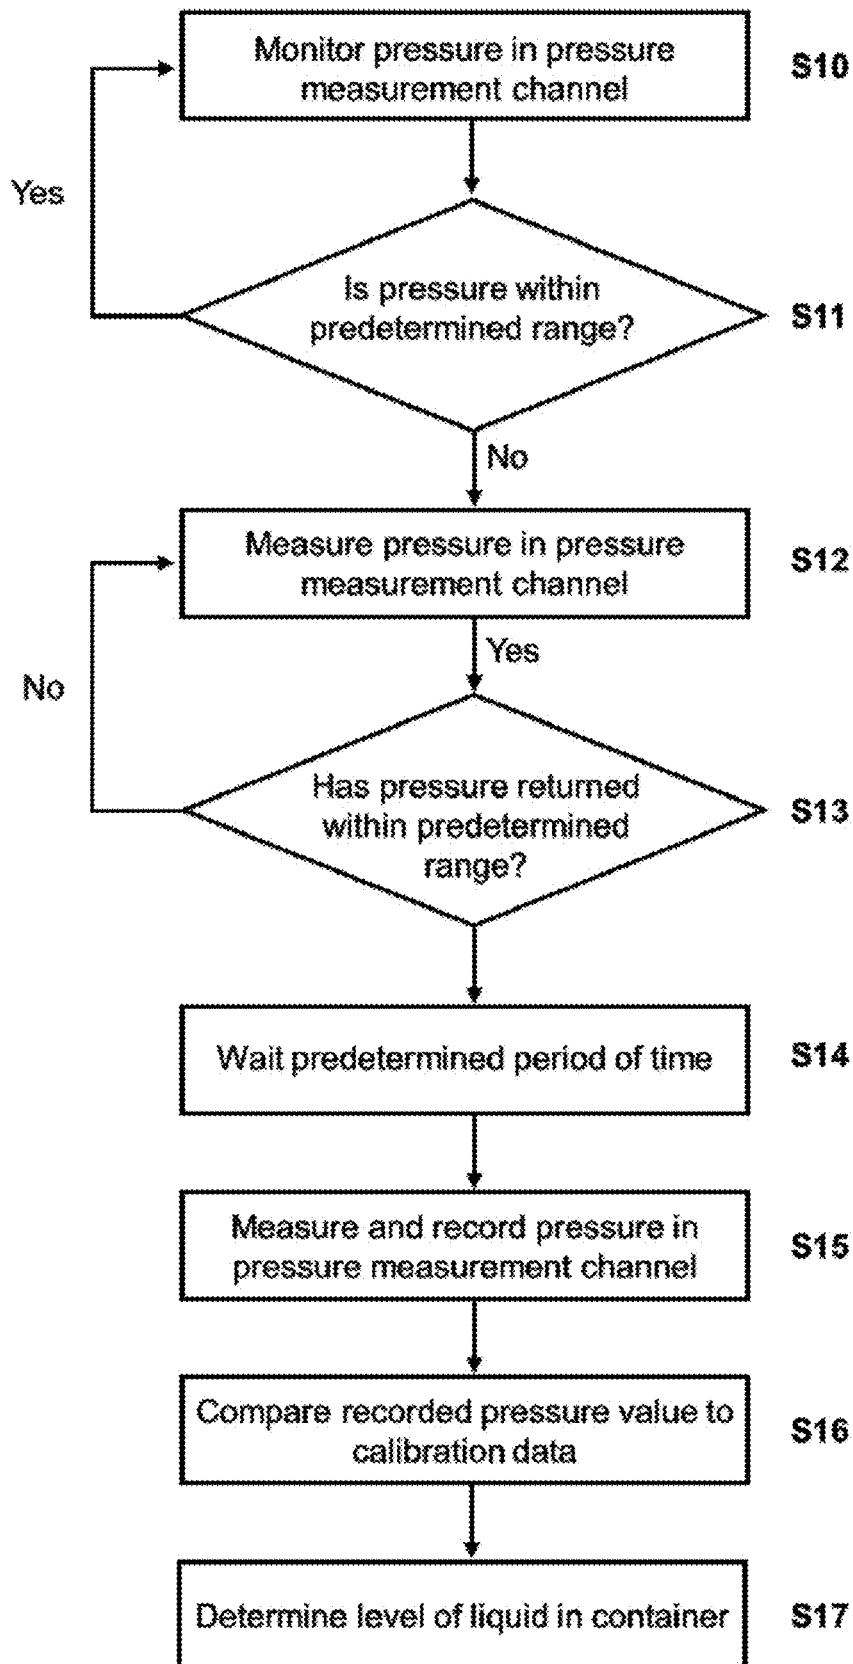 Monitor pressure in pressure
measurement channel
S10
Yes
Is pressure within
predetermined range?
S11
No
Measure pressure in pressure
measurement channel
S12
Yes
No
Has pressure returned
within predetermined
range?
S13
Wait predetermined period of time
S14
Measure and record pressure in
pressure measurement channel
S15
Compare recorded pressure value to
calibration data
S16
Determine level of liquid in container
S17